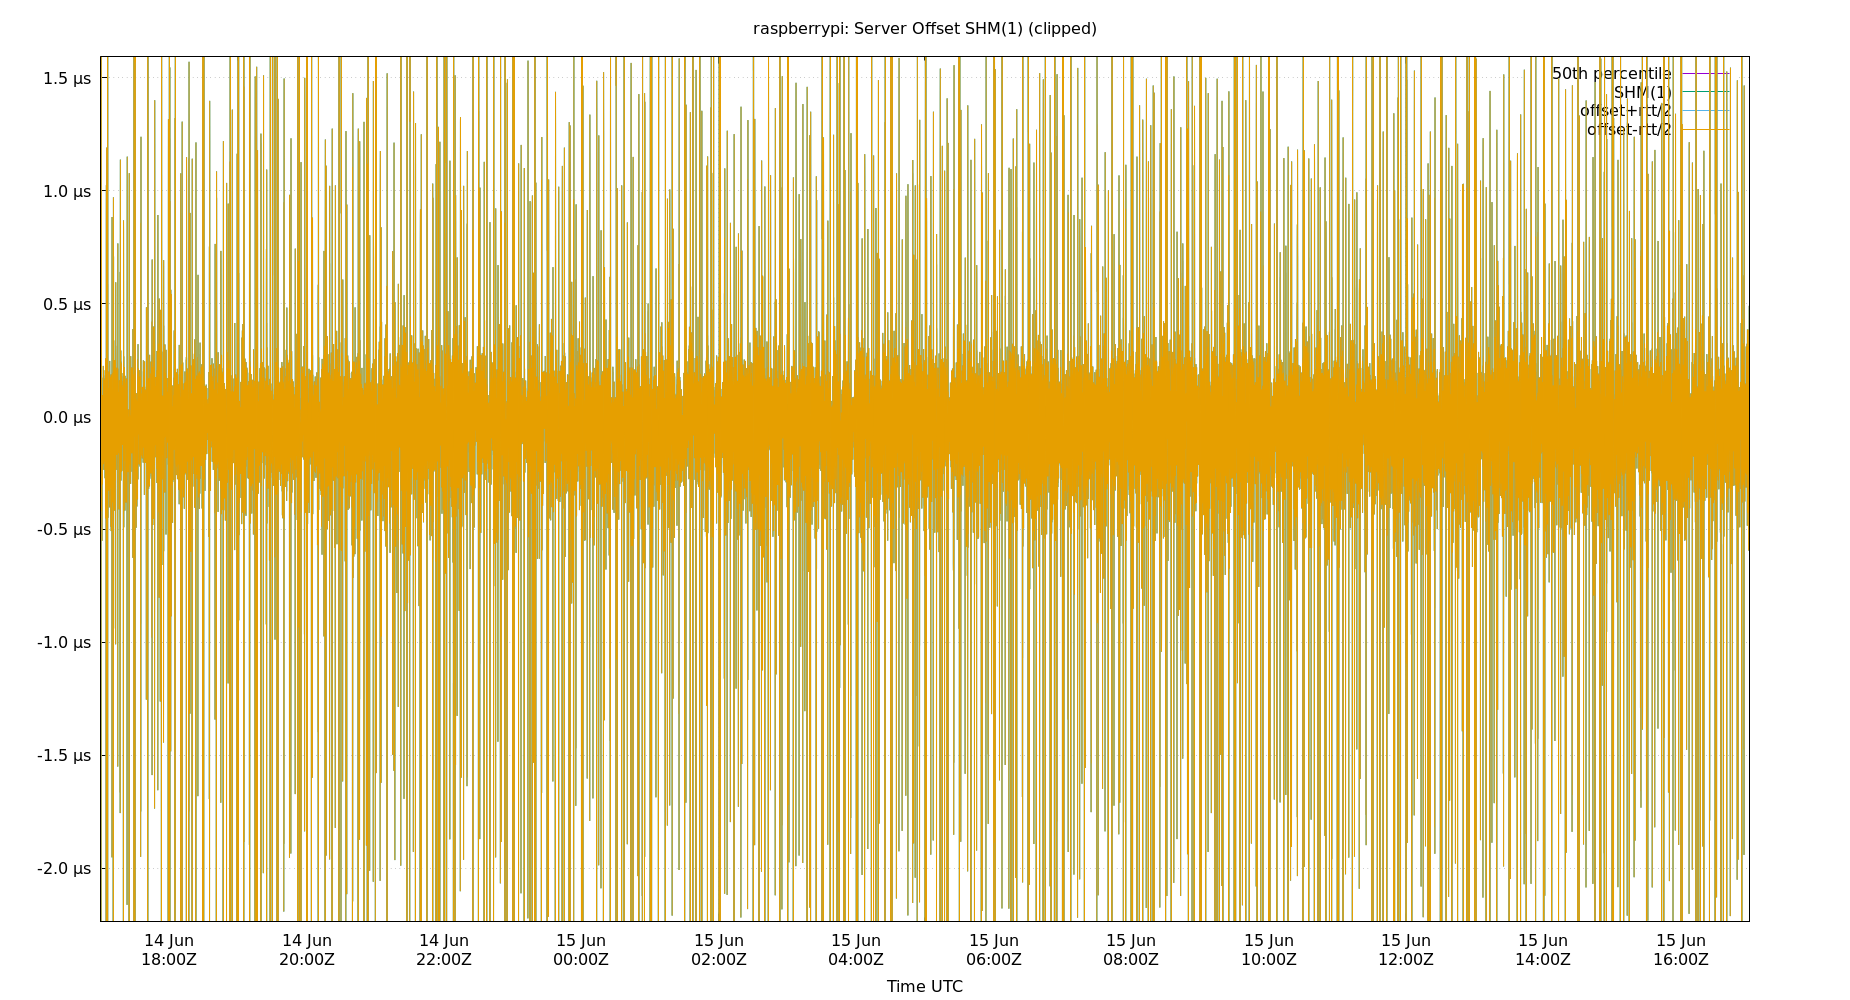 raspberrypi: Server Offset SHM(1) (clipped)
1.5 μs
1.0 μs
0.5 μs
0.0 μs
-0.5 μs
-1.0 μs
-1.5 μs
-2.0 μs
50th percentile
SHM(1)
offset+rtt/2
offset-rtt/2
14 Jun 14 Jun 14 Jun 15 Jun 15 Jun 15 Jun 15 Jun 15 Jun 15 Jun 15 Jun 15 Jun 15 Jun
18:00Z 20:00Z 22:00Z 00:00Z 02:00Z 04:00Z 06:00Z 08:00Z 10:00Z 12:00Z 14:00Z 16:00Z
Time UTC